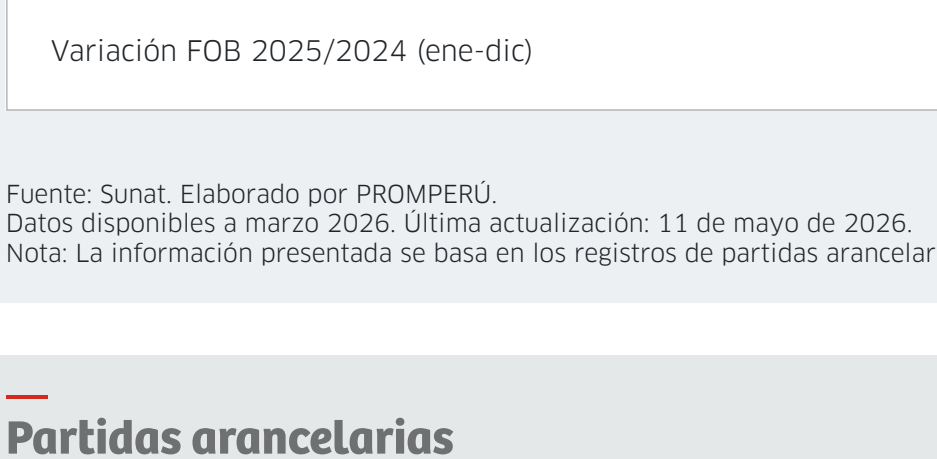 Variación FOB 2025/2024 (ene-dic)
Fuente: Sunat. Elaborado por PROMPERÚ.
Datos disponibles a marzo 2026. Última actualización: 11 de mayo de 2026.
Nota: La información presentada se basa en los registros de partidas arancelar
Partidas arancelarias